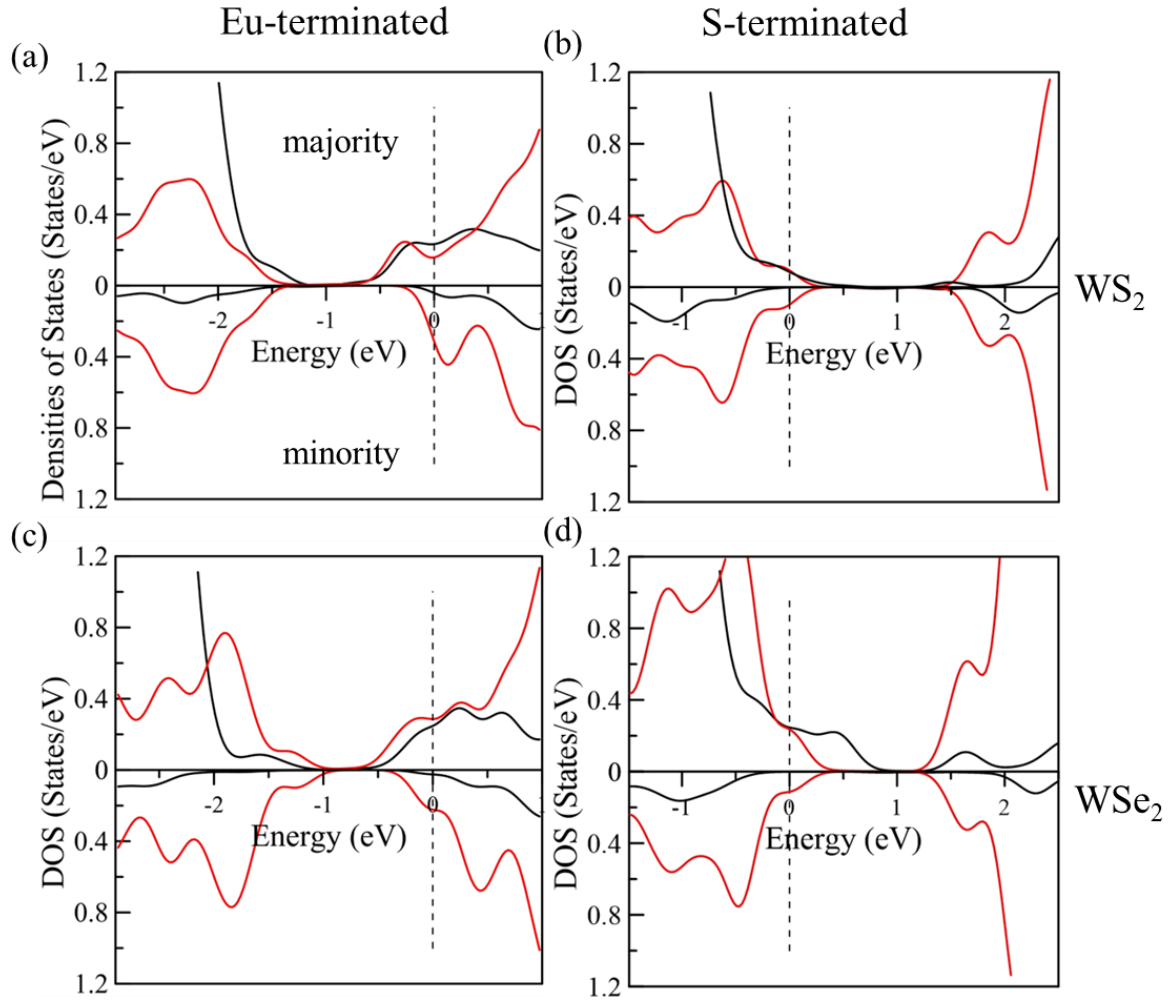 Eu-terminated
S-terminated
(a)
(b)
1.2
0.8
0.4
0
0.4
0.8
1.2
Densities of States (States/eV)
majority
minority
-2
-1
0
Energy (eV)
1.2
0.8
0.4
0
0.4
0.8
1.2
DOS (States/eV)
-1
0
1
2
Energy (eV)
WS2
(c)
(d)
1.2
0.8
0.4
0
0.4
0.8
1.2
DOS (States/eV)
-2
-1
0
Energy (eV)
1.2
0.8
0.4
0
0.4
0.8
1.2
DOS (States/eV)
-1
0
1
2
Energy (eV)
WSe2